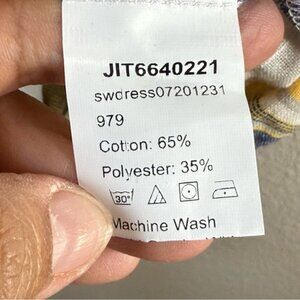 JIT6640221
swdress07201231
979
Cotton: 65%
Polyester: 35%
30°
Machine Wash